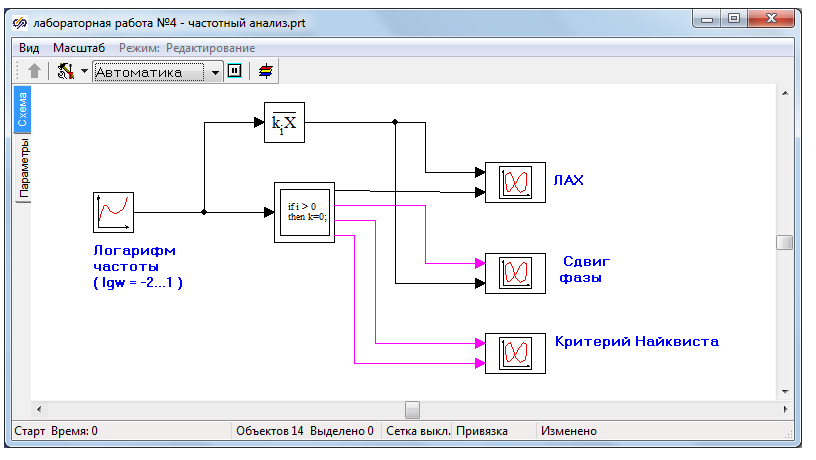 лабораторная работа №4 - частотный анализ.prt
Вид Масштаб Режим: Редактирование
Автоматика
Схема
Параметры
kiX
if i > 0
then k=0;
ЛАХ
Логарифм
частоты
( lgw = -2...1 )
Сдвиг
фазы
Критерий Найквиста
Старт Время: 0 Объектов 14 Выделено 0 Сетка выкл. Привязка Изменено